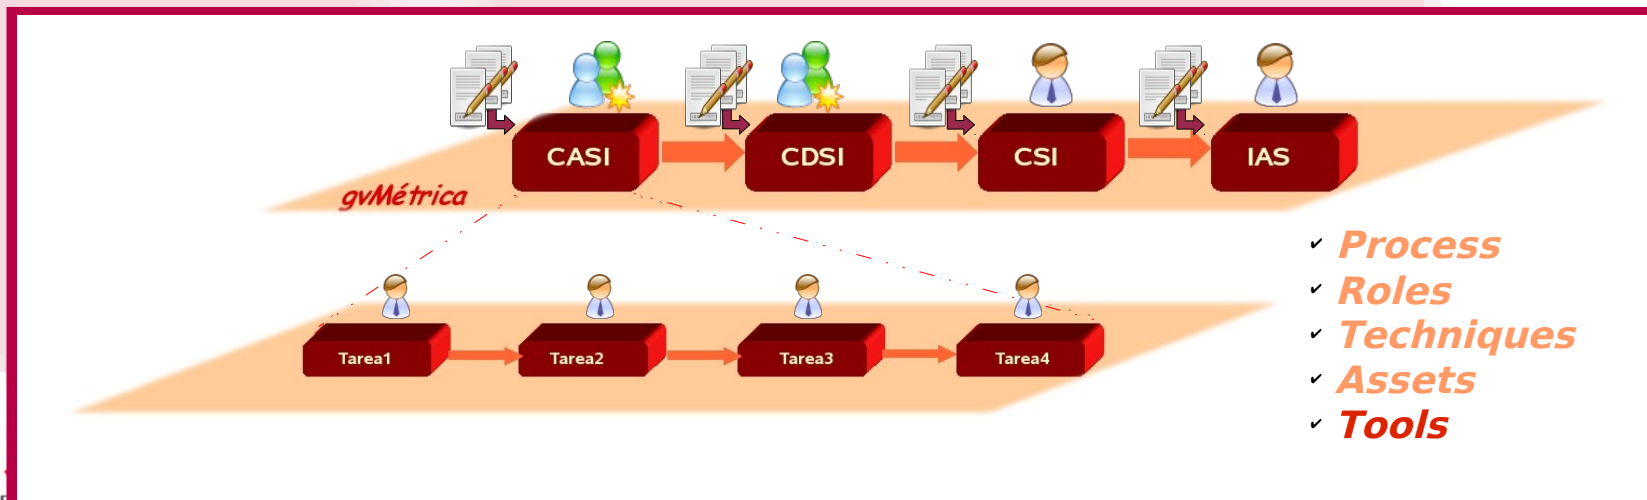 CASI
CDSI
CSI
IAS
gvMétrica
Process
Roles
Techniques
Assets
Tools
Tarea1
Tarea2
Tarea3
Tarea4